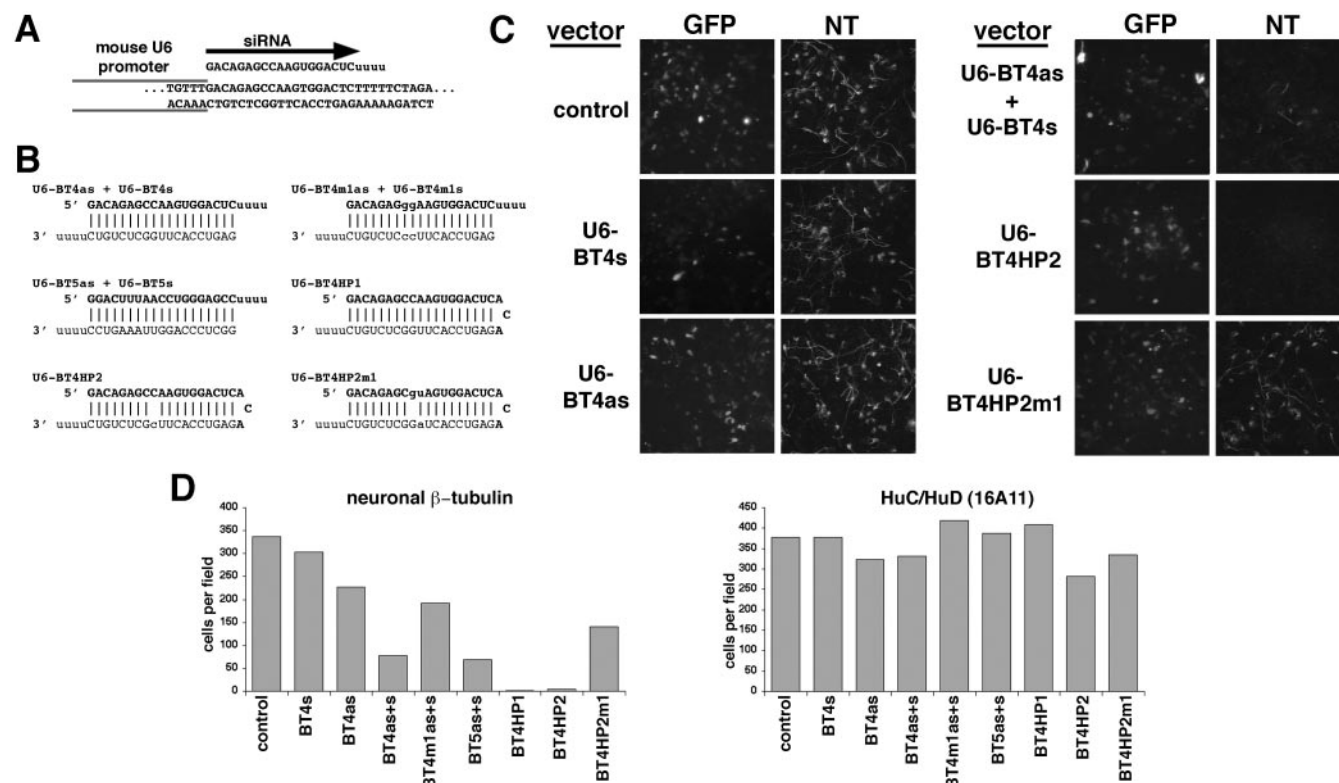 A
mouse U6
promoter
siRNA
GACAGAGCCAAGUGGACUCuuuu
...TGTTTGACAGAGCCAAGTGGACTCTTTTTCTAGA...
ACAAACTGTCTCGGTTCACCTGAGAAAAAGATCT
B
U6-BT4as + U6-BT4s
5' GACAGAGCCAAGUGGACUCuuuu
3' uuuuCUGUCUCGGUUCACCUGAG
U6-BT4m1as + U6-BT4m1s
GACAGAGggAAGUGGACUCuuuu
3' uuuuCUGUCUCccUUCACCUGAG
U6-BT5as + U6-BT5s
5' GGACUUUAACCUGGGAGCCuuuu
3' uuuuCCUGAAAUUGGACCCUCGG
U6-BT4HP1
5' GACAGAGCCAAGUGGACUCA
C
3' uuuuCUGUCUCGGUUCACCUGAGA
U6-BT4HP2
5' GACAGAGCCAAGUGGACUCA
C
3' uuuuCUGUCUCGcUUCACCUGAGA
U6-BT4HP2m1
5' GACAGAGCguAGUGGACUCA
C
3' uuuuCUGUCUCGGaUCACCUGAGA
C
vector
GFP
NT
control
U6-
BT4s
U6-
BT4as
vector
GFP
NT
U6-BT4as
+
U6-BT4s
U6-
BT4HP2
U6-
BT4HP2m1
D
neuronal β-tubulin
cells per field
400
350
300
250
200
150
100
50
0
control
BT4s
BT4as
BT4as+s
BT4m1as+s
BT5as+s
BT4HP1
BT4HP2
BT4HP2m1
HuC/HuD (16A11)
cells per field
450
400
350
300
250
200
150
100
50
0
control
BT4s
BT4as
BT4as+s
BT4m1as+s
BT5as+s
BT4HP1
BT4HP2
BT4HP2m1